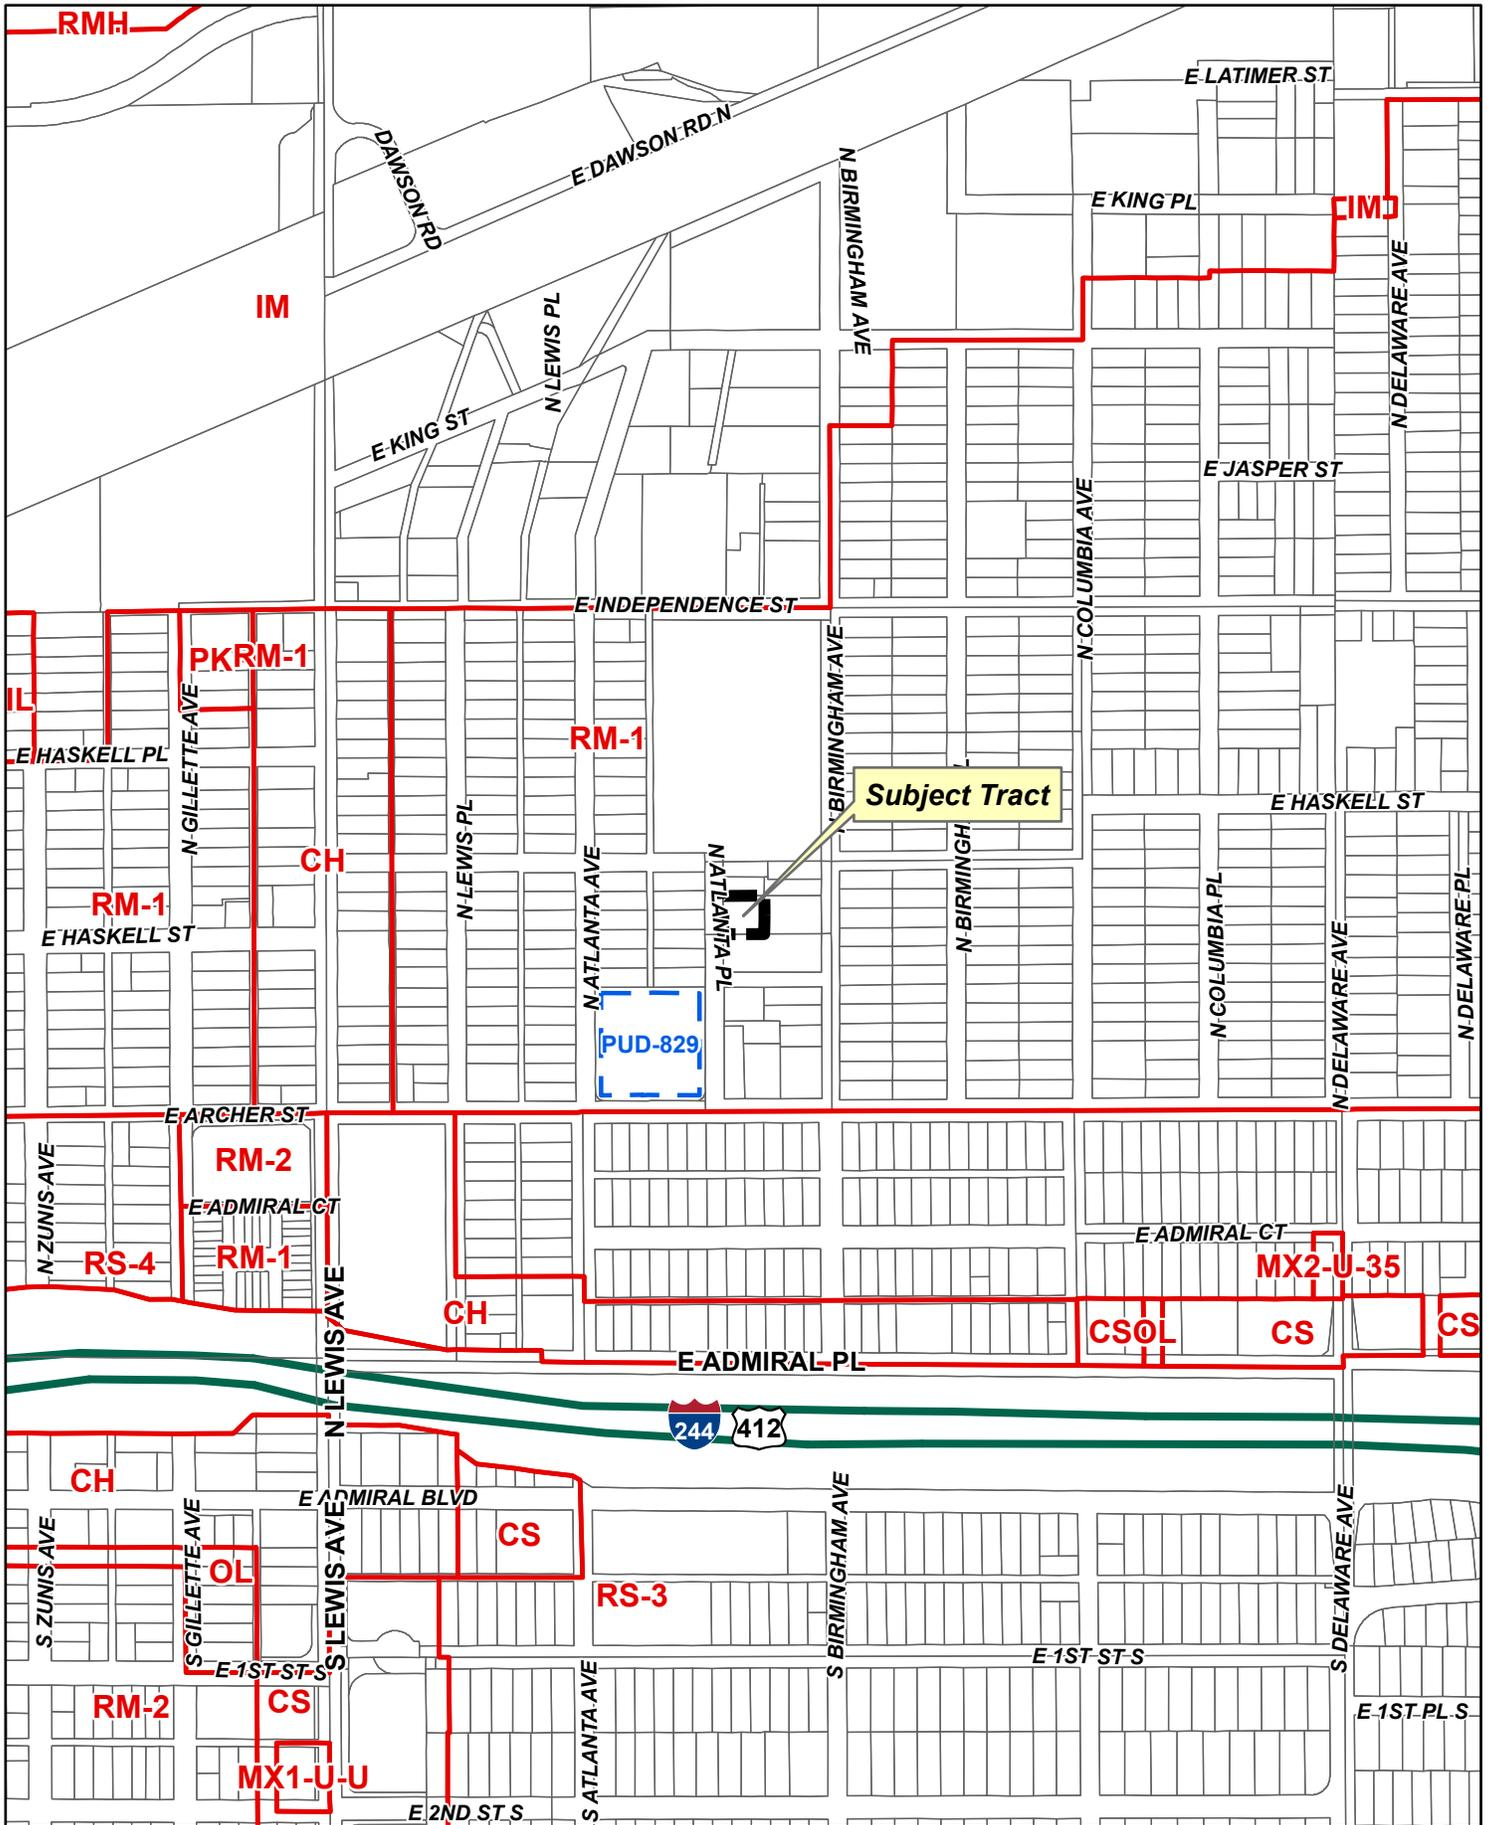 RMH
E LATIMER ST
DAWSON RD
E DAWSON RD N
N BIRMINGHAM AVE
E KING PL
IM
N DELAWARE AVE
IM
N LEWIS PL
E KING ST
E JASPER ST
N COLUMBIA AVE
E INDEPENDENCE ST
PK
RM-1
IL
N GILLETTE AVE
RM-1
N BIRMINGHAM AVE
E HASKELL PL
Subject Tract
E HASKELL ST
N LEWIS PL
CH
N ATLANTA AVE
N ATLANTA PL
N BIRMINGH
N COLUMBIA PL
N DELAWARE PL
RM-1
E HASKELL ST
N DELAWARE AVE
PUD-829
E ARCHER ST
RM-2
N ZUNIS AVE
E ADMIRAL CT
E ADMIRAL CT
RS-4
RM-1
MX2-U-35
N LEWIS AVE
CH
CS
OL
CS
CS
E ADMIRAL PL
244
412
CH
E ADMIRAL BLVD
S ZUNIS AVE
S GILLETTE AVE
S LEWIS AVE
CS
S BIRMINGHAM AVE
S DELAWARE AVE
OL
RS-3
E 1ST ST S
E 1ST ST S
RM-2
CS
S ATLANTA AVE
E 1ST PL S
MX1-U-U
E 2ND ST S